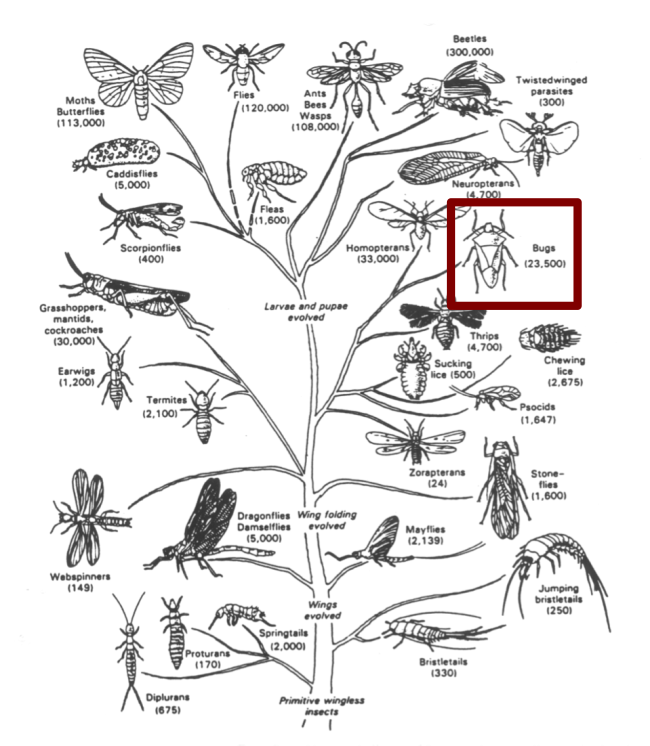 Beetles
(300,000)
Flies
(120,000)
Ants
Bees
Wasps
(108,000)
Twistedwinged
parasites
(300)
Moths
Butterflies
(113,000)
Caddisflies
(5,000)
Fleas
(1,600)
Neuropterans
(4,700)
Scorpionflies
(400)
Homopterans
(33,000)
Bugs
(23,500)
Larvae and pupae
evolved
Grasshoppers,
mantids,
cockroaches
(30,000)
Thrips
(4,700)
Chewing
lice
(2,675)
Sucking
lice (500)
Earwigs
(1,200)
Termites
(2,100)
Psocids
(1,647)
Zorapterans
(24)
Stone-
flies
(1,600)
Dragonflies
Damselflies
(5,000)
Wing folding
evolved
Mayflies
(2,139)
Webspinners
(149)
Jumping
bristletails
(250)
Wings
evolved
Springtails
(2,000)
Proturans
(170)
Bristletails
(330)
Diplurans
(675)
Primitive wingless
insects